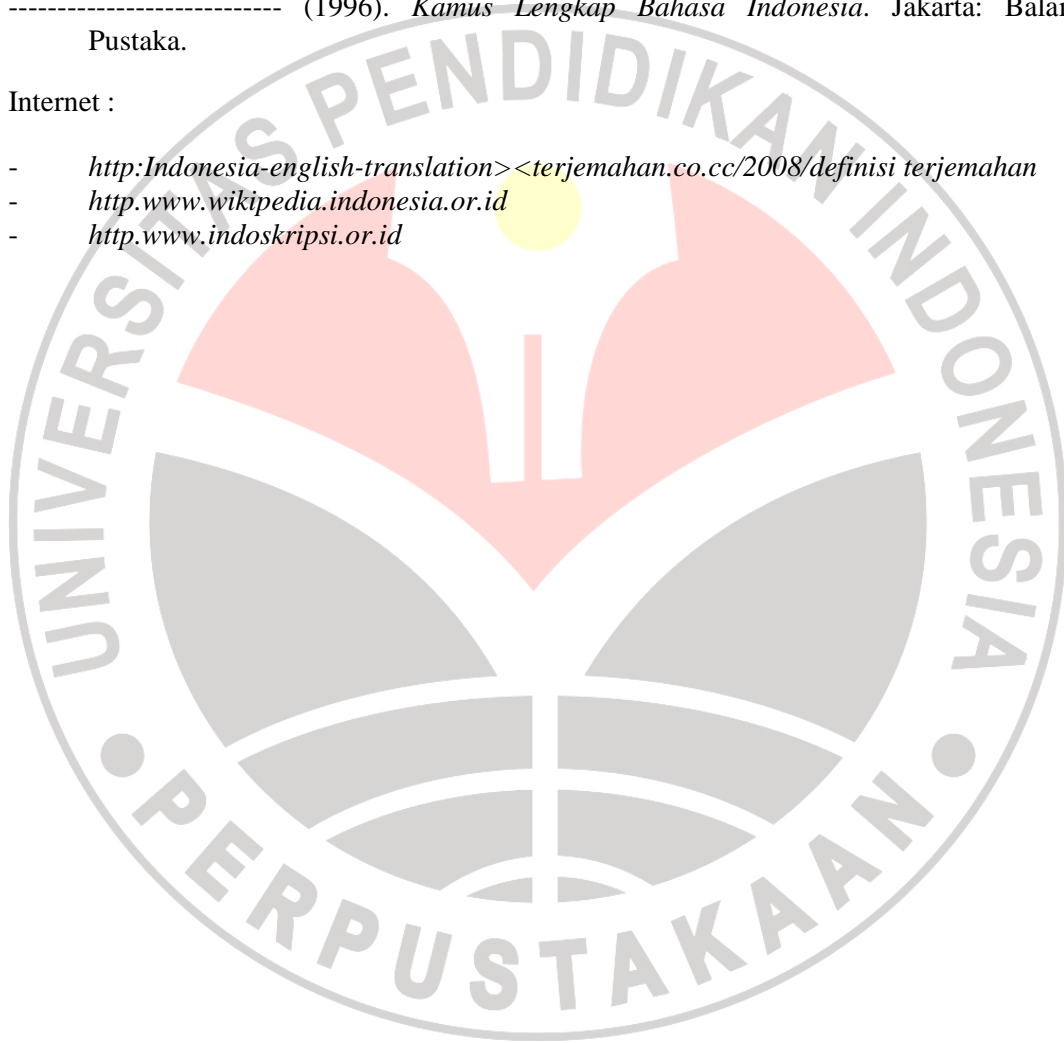 --------------------------- (1996). Kamus Lengkap Bahasa Indonesia. Jakarta: Balai
Pustaka.
Internet :
- http:Indonesia-english-translation><terjemahan.co.cc/2008/definisi terjemahan
- http.www.wikipedia.indonesia.or.id
- http.www.indoskripsi.or.id
UNIVERSITAS PENDIDIKAN INDONESIA
PERPUSTAKAAN